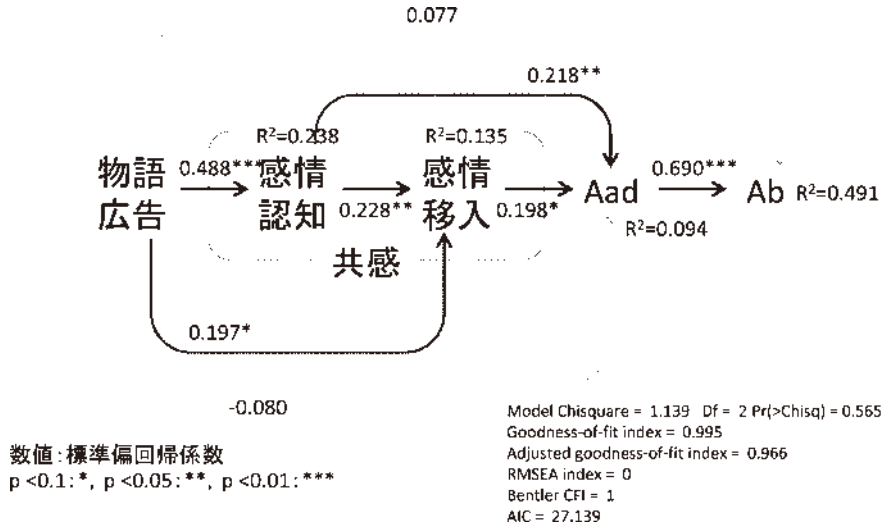 0.077
0.218**
R²=0.238
R²=0.135
物語
広告
0.488***
感情
認知
0.228**
感情
移入
0.198*
Aad
0.690***
Ab
R²=0.491
R²=0.094
共感
0.197*
-0.080
数値:標準偏回帰係数
p <0.1: *, p <0.05: **, p <0.01: ***
Model Chisquare = 1.139 Df = 2 Pr(>Chisq) = 0.565
Goodness-of-fit index = 0.995
Adjusted goodness-of-fit index = 0.966
RMSEA index = 0
Bentler CFI = 1
AIC = 27.139